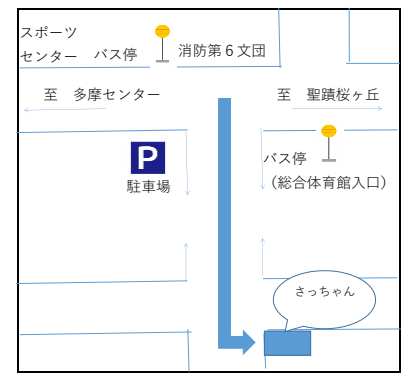 スポーツ
センター バス停
消防第６文団
至 多摩センター
至 聖蹟桜ヶ丘
P
駐車場
バス停
（総合体育館入口）
さっちゃん